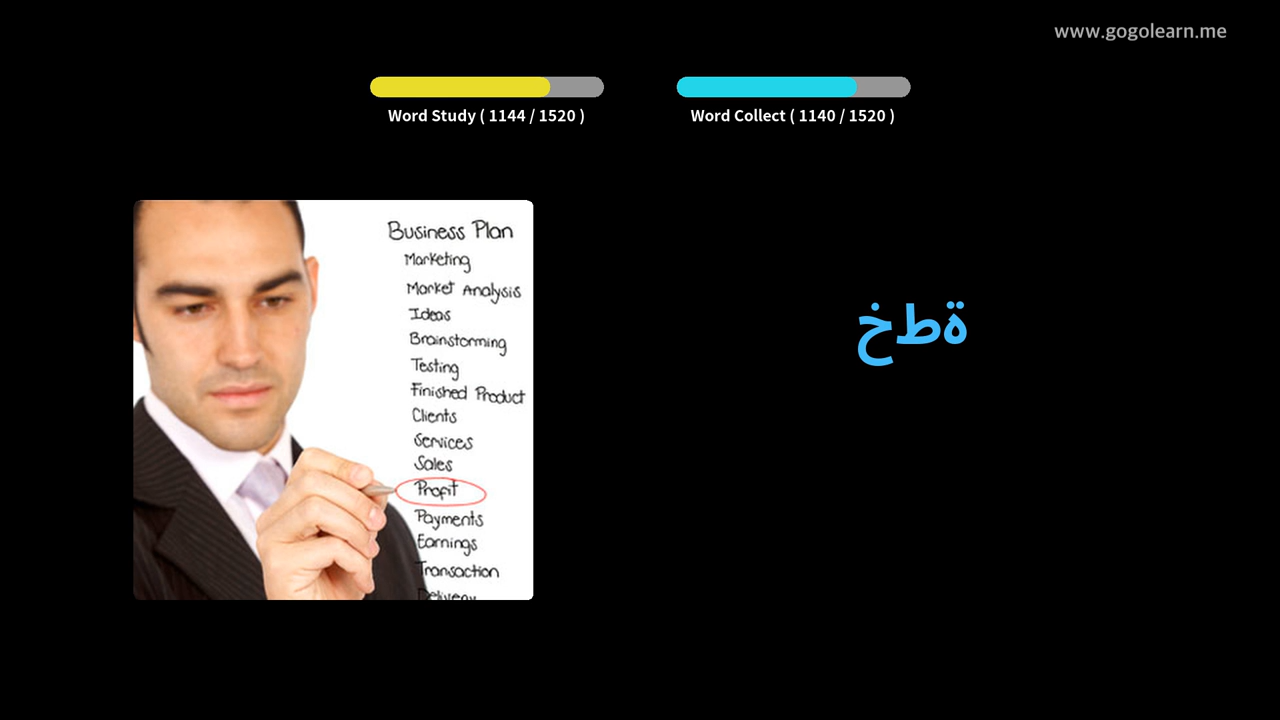 www.gogolearn.me
Word Study ( 1144 / 1520 )
Word Collect ( 1140 / 1520 )
Business Plan
Marketing
Market Analysis
Ideas
Brainstorming
Testing
Finished Product
Clients
Services
Sales
Profit
Payments
Earnings
Transaction
Delivery
خطة